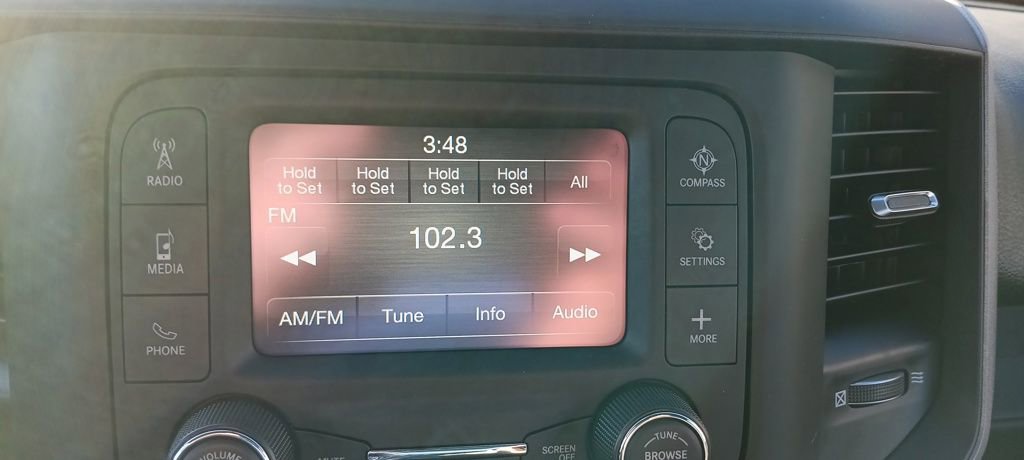 3:48
Hold to Set
Hold to Set
Hold to Set
Hold to Set
All
FM
102.3
AM/FM
Tune
Info
Audio
RADIO
MEDIA
PHONE
N
COMPASS
SETTINGS
MORE
VOLUME
MUTE
SCREEN
OFF
TUNE
BROWSE